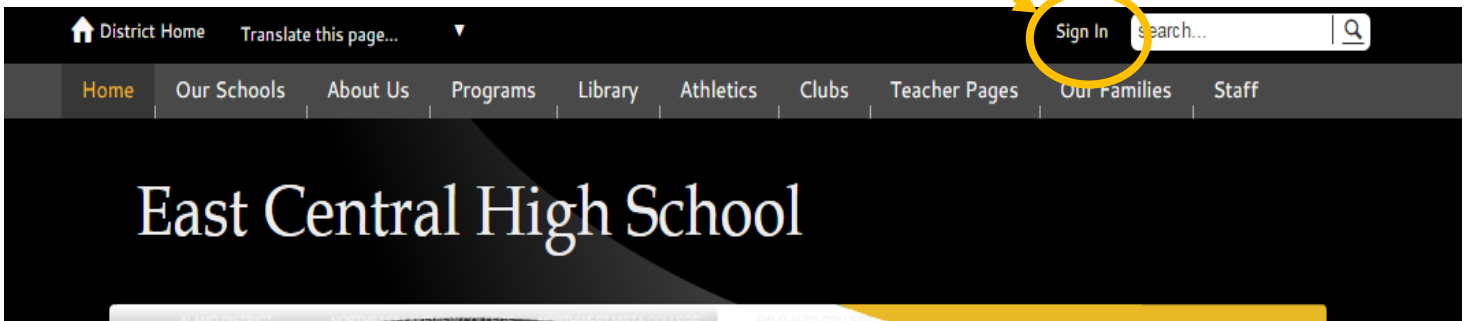 District Home Translate this page... ▼ Sign In search...
Home Our Schools About Us Programs Library Athletics Clubs Teacher Pages Our Families Staff
East Central High School